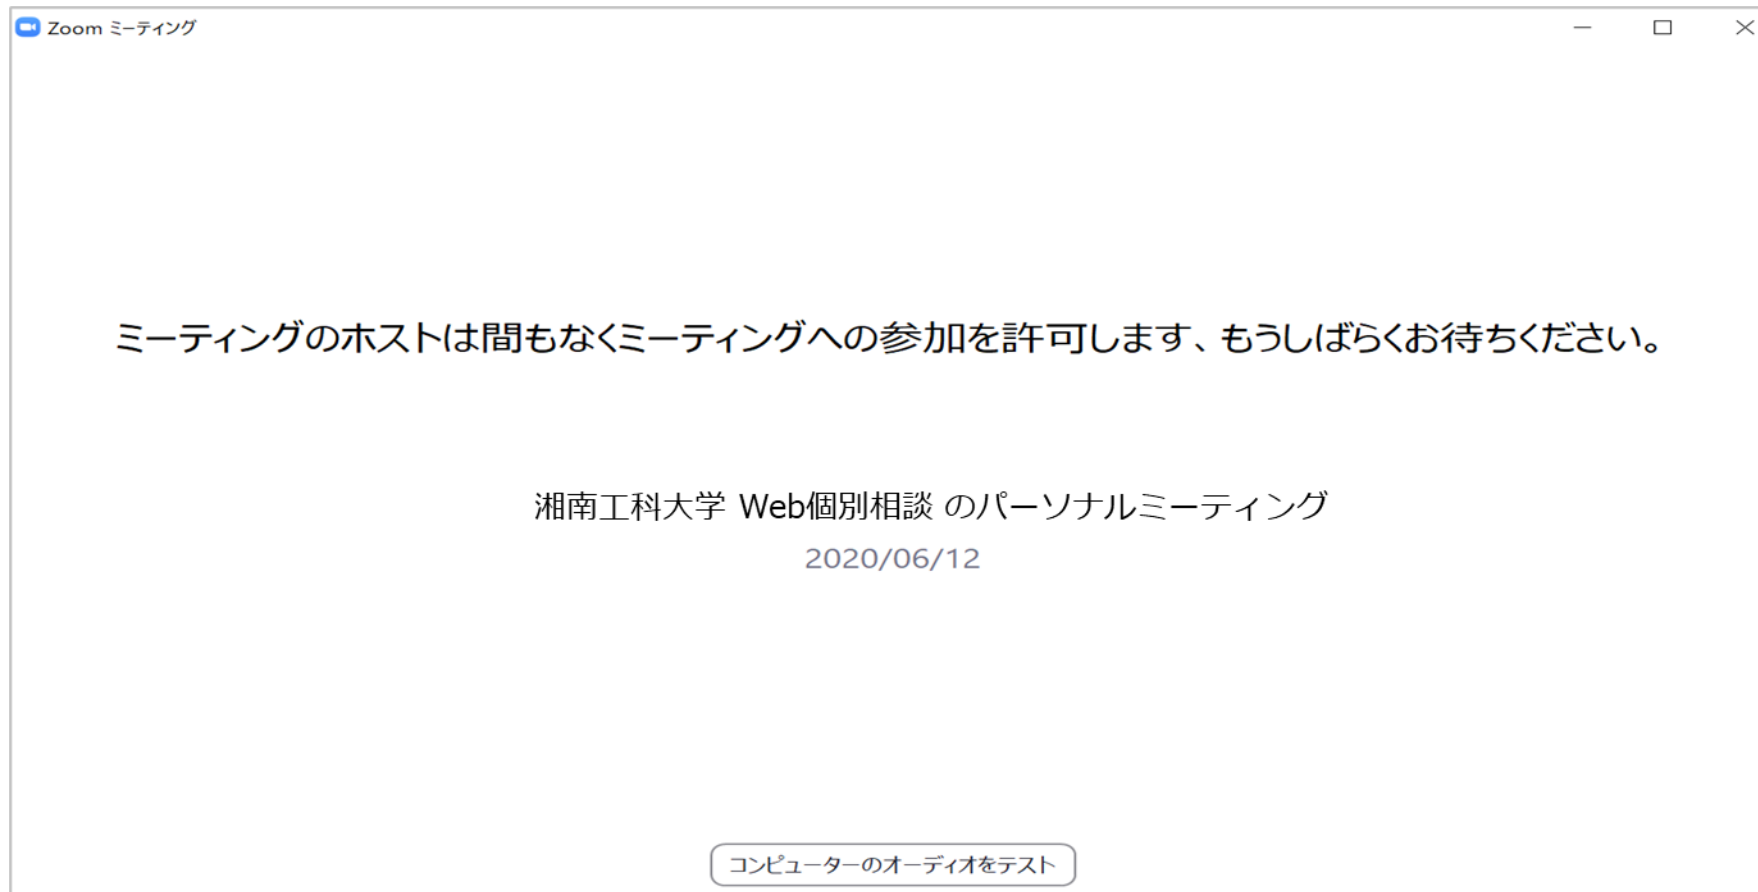 Zoom ミーティング
ミーティングのホストは間もなくミーティングへの参加を許可します、もうしばらくお待ちください。
湘南工科大学 Web個別相談 のパーソナルミーティング
2020/06/12
コンピューターのオーディオをテスト